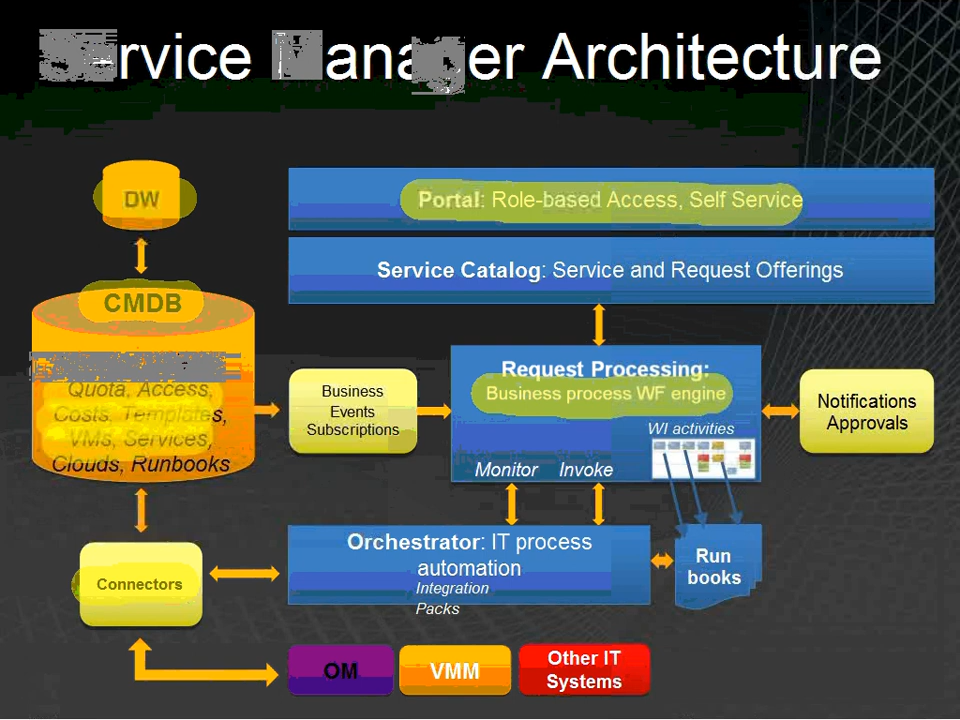 Service Manager Architecture
DW
Portal: Role-based Access, Self Service
Service Catalog: Service and Request Offerings
CMDB
Quota, Access,
Costs. Templates,
VMs, Services,
Clouds, Runbooks
Business
Events
Subscriptions
Request Processing:
Business process WF engine
WI activities
Monitor Invoke
Notifications
Approvals
Connectors
Orchestrator: IT process
automation
Integration
Packs
Run
books
OM
VMM
Other IT
Systems